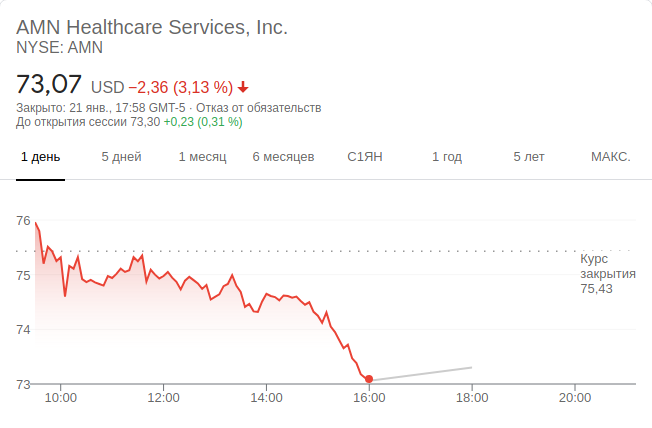 AMN Healthcare Services, Inc.
NYSE: AMN
73,07 USD −2,36 (3,13 %)
Закрыто: 21 янв., 17:58 GMT-5 · Отказ от обязательств
До открытия сессии 73,30 +0,23 (0,31 %)
1 день 5 дней 1 месяц 6 месяцев С1ЯН 1 год 5 лет МАКС.
76
Курс
закрытия
75,43
75
74
73
10:00 12:00 14:00 16:00 18:00 20:00